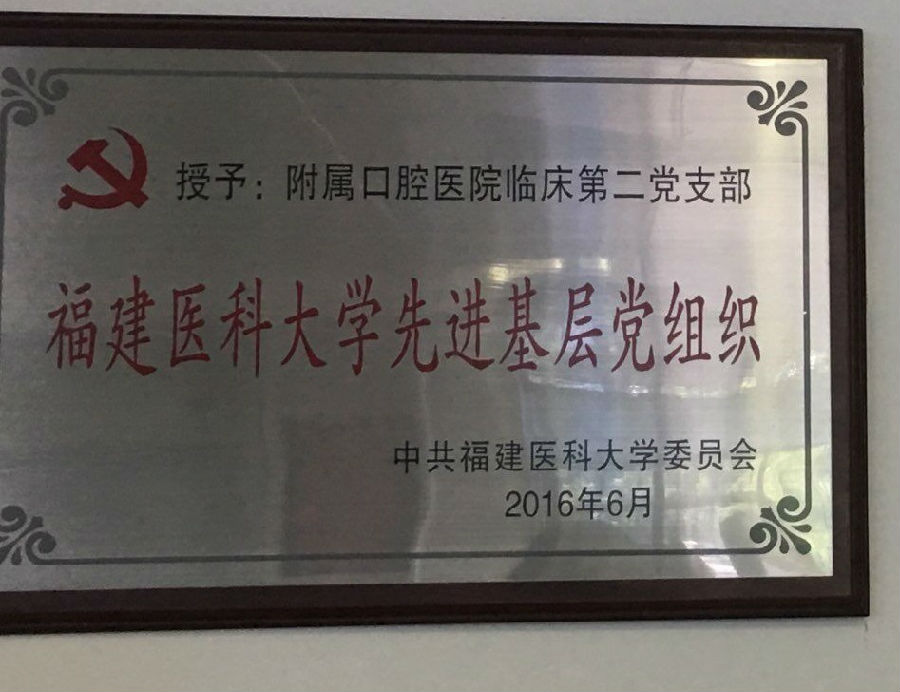 授予：附属口腔医院临床第二党支部
福建医科大学先进基层党组织
中共福建医科大学委员会
2016年6月